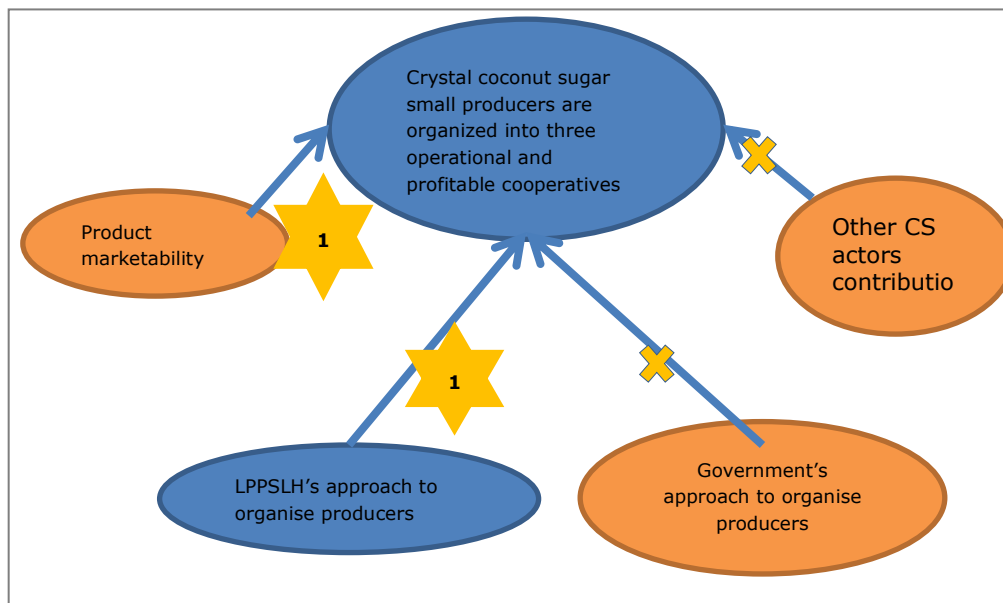 Crystal coconut sugar
small producers are
organized into three
operational and
profitable cooperatives
Product
marketability
1
Other CS
actors
contributio
1
LPPSLH’s approach to
organise producers
Government’s
approach to organise
producers